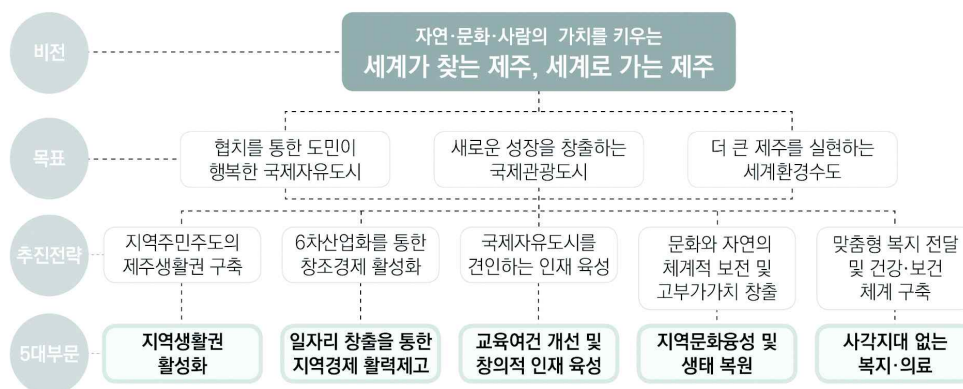 비전
자연·문화·사람의 가치를 키우는
세계가 찾는 제주, 세계로 가는 제주
목표
협치를 통한 도민이
행복한 국제자유도시
새로운 성장을 창출하는
국제관광도시
더 큰 제주를 실현하는
세계환경수도
추진전략
지역주민주도의
제주생활권 구축
6차산업화를 통한
창조경제 활성화
국제자유도시를
견인하는 인재 육성
문화와 자연의
체계적 보전 및
고부가가치 창출
맞춤형 복지 전달
및 건강·보건
체계 구축
5대부문
지역생활권
활성화
일자리 창출을 통한
지역경제 활력제고
교육여건 개선 및
창의적 인재 육성
지역문화융성 및
생태 복원
사각지대 없는
복지·의료